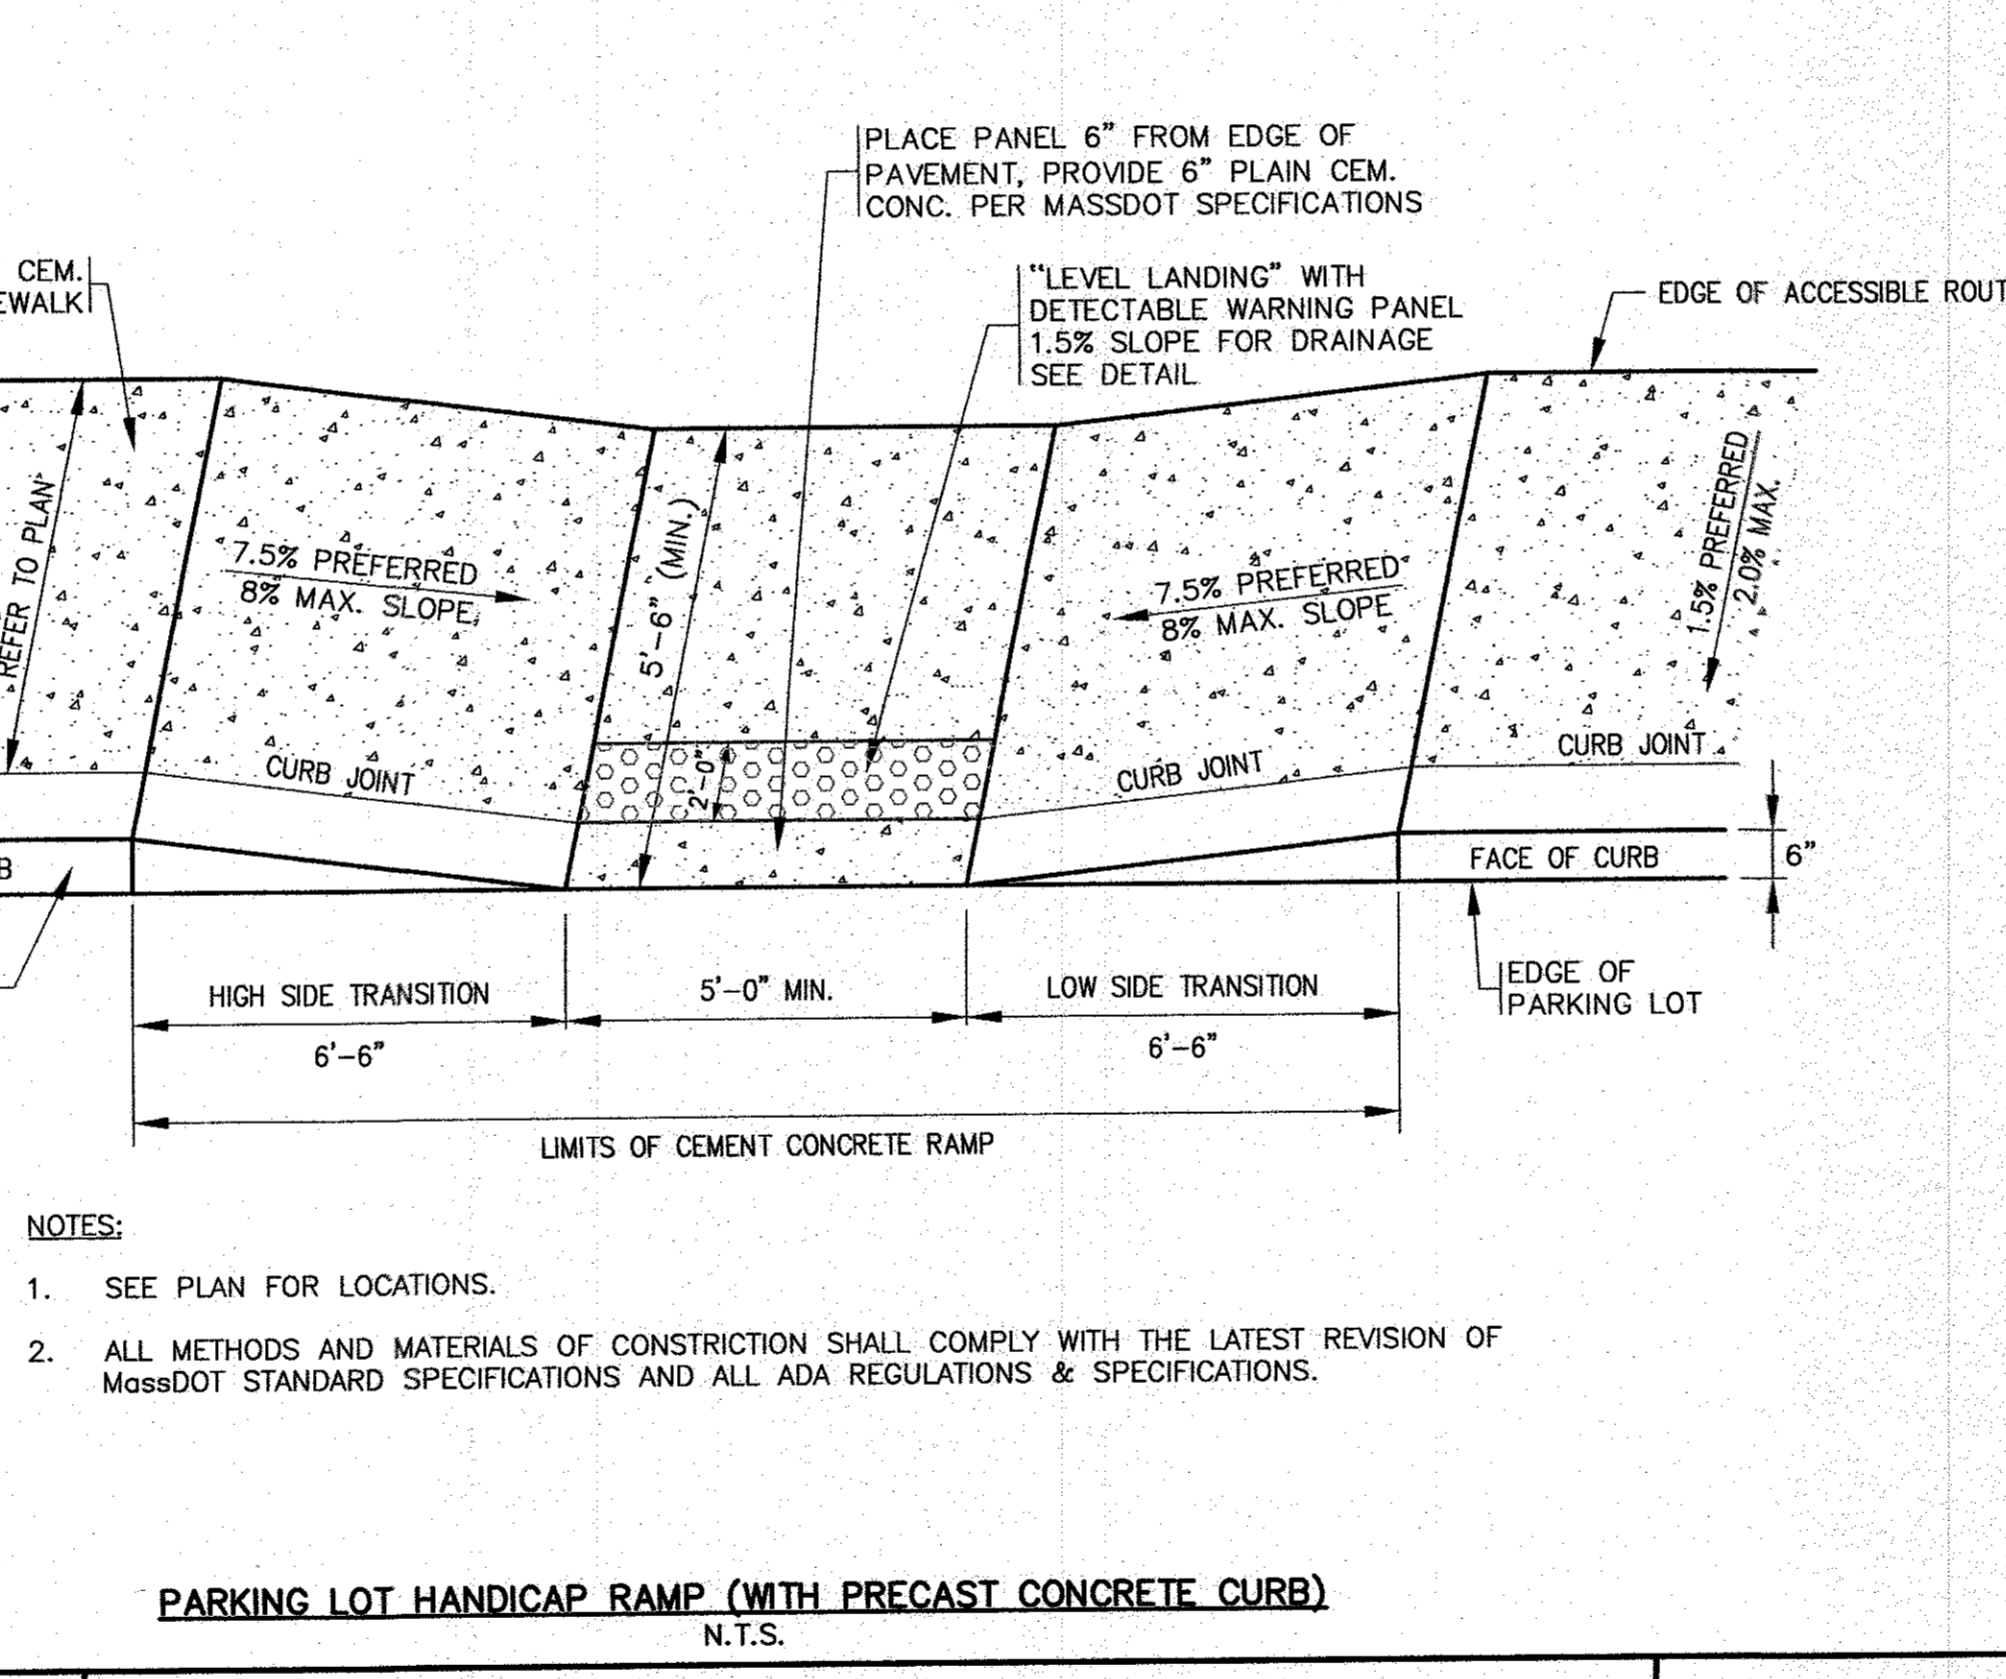 PLACE PANEL 6” FROM EDGE OF
PAVEMENT, PROVIDE 6” PLAIN CEM.
CONC. PER MASSDOT SPECIFICATIONS
CEM.
EWALK
“LEVEL LANDING” WITH
DETECTABLE WARNING PANEL
1.5% SLOPE FOR DRAINAGE
SEE DETAIL
EDGE OF ACCESSIBLE ROUT
REFER TO PLAN
7.5% PREFERRED
8% MAX. SLOPE
5’–6” (MIN.)
2’–0”
7.5% PREFERRED
8% MAX. SLOPE
1.5% PREFERRED
2.0% MAX.
CURB JOINT
CURB JOINT
CURB JOINT
B
FACE OF CURB
6”
EDGE OF
PARKING LOT
HIGH SIDE TRANSITION
6’–6”
5’–0” MIN.
LOW SIDE TRANSITION
6’–6”
LIMITS OF CEMENT CONCRETE RAMP
NOTES:
1. SEE PLAN FOR LOCATIONS.
2. ALL METHODS AND MATERIALS OF CONSTRICTION SHALL COMPLY WITH THE LATEST REVISION OF
MassDOT STANDARD SPECIFICATIONS AND ALL ADA REGULATIONS & SPECIFICATIONS.
PARKING LOT HANDICAP RAMP (WITH PRECAST CONCRETE CURB)
N.T.S.